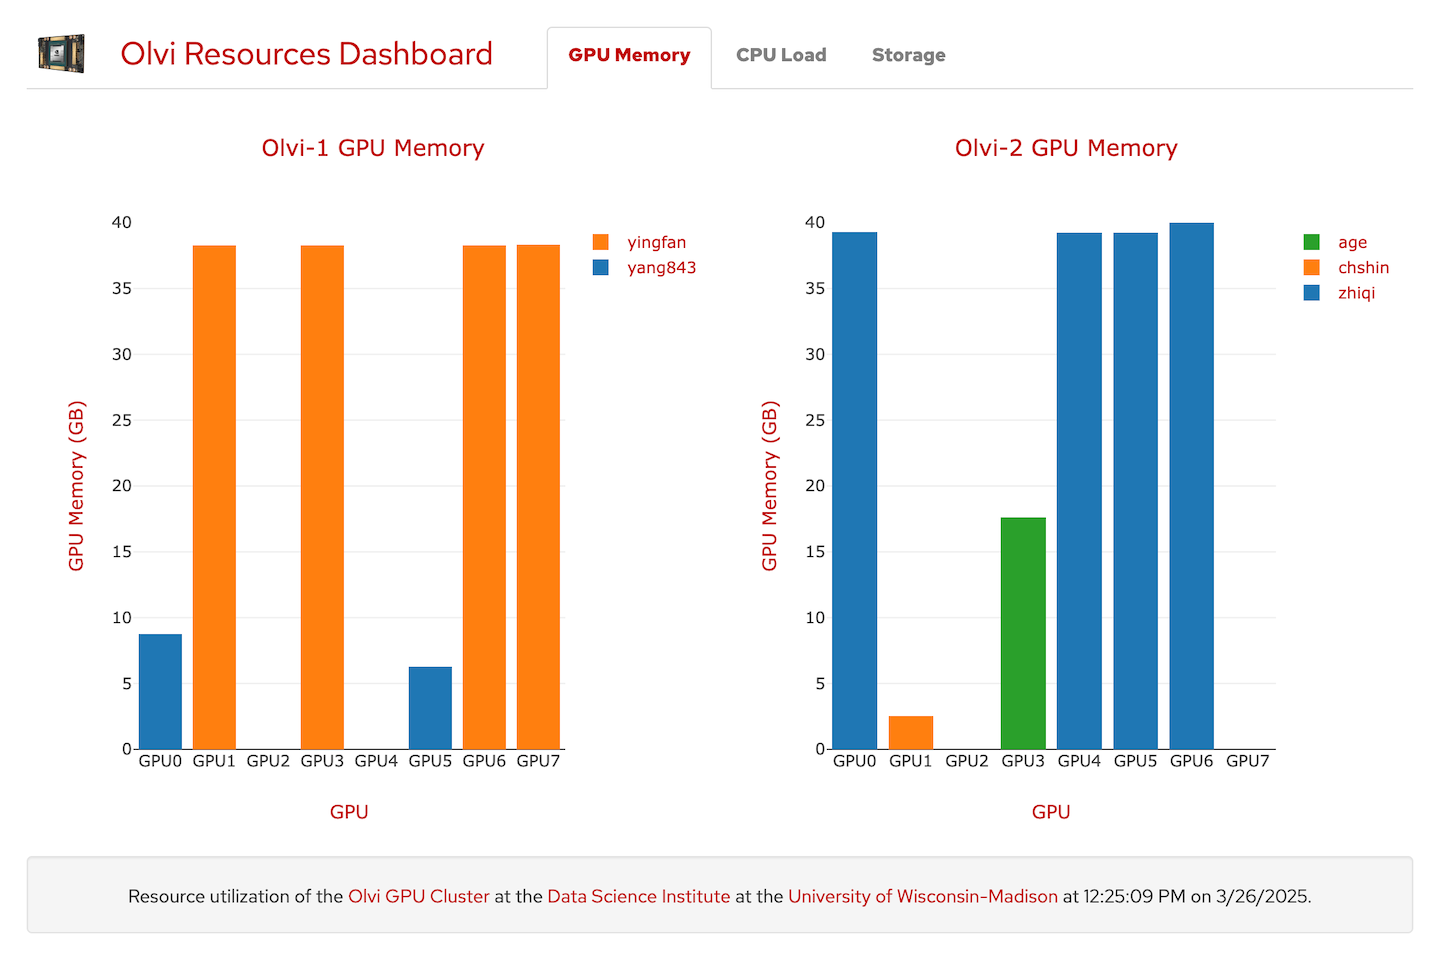 Olvi Resources Dashboard
GPU Memory
CPU Load
Storage
Olvi-1 GPU Memory
40
35
30
25
20
15
10
5
0
GPU Memory (GB)
GPU0 GPU1 GPU2 GPU3 GPU4 GPU5 GPU6 GPU7
GPU
yingfan
yang843
Olvi-2 GPU Memory
40
35
30
25
20
15
10
5
0
GPU Memory (GB)
GPU0 GPU1 GPU2 GPU3 GPU4 GPU5 GPU6 GPU7
GPU
age
chshin
zhiqi
Resource utilization of the Olvi GPU Cluster at the Data Science Institute at the University of Wisconsin-Madison at 12:25:09 PM on 3/26/2025.